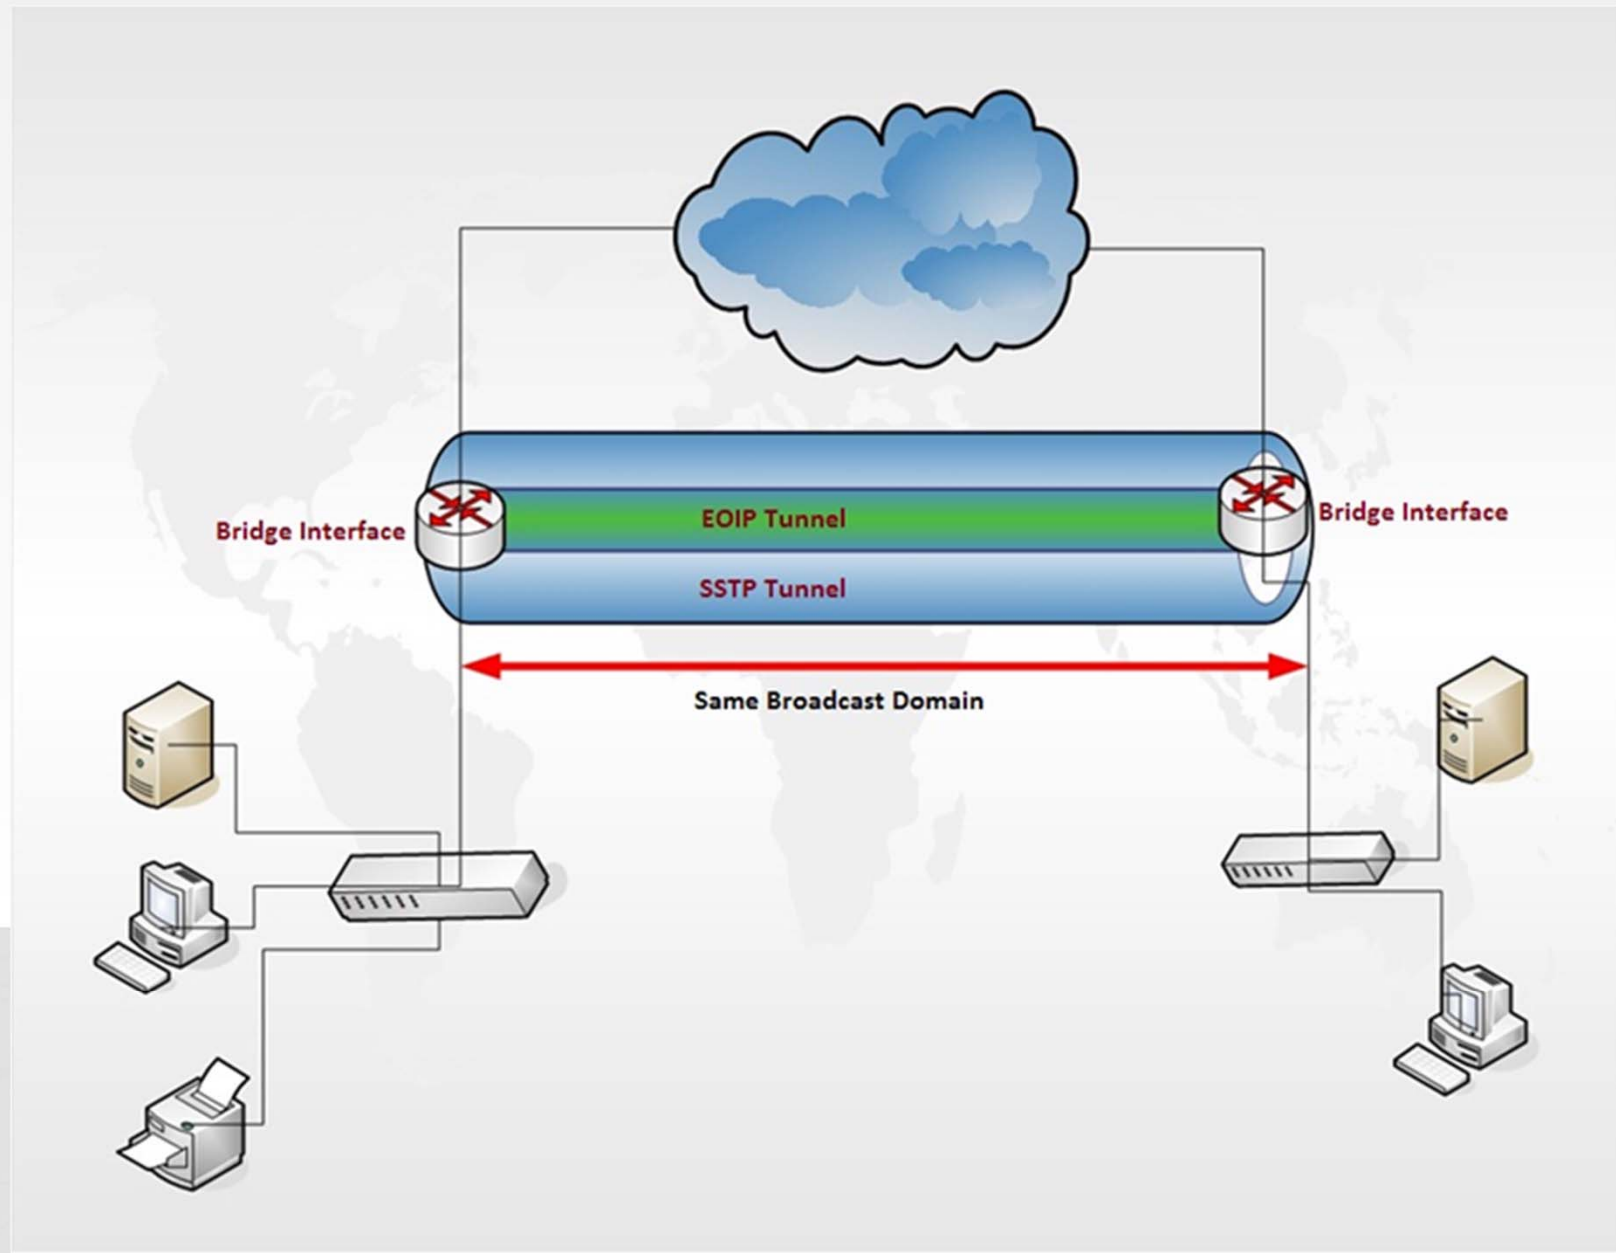 EOIP Tunnel
Bridge Interface
Bridge Interface
SSTP Tunnel
Same Broadcast Domain